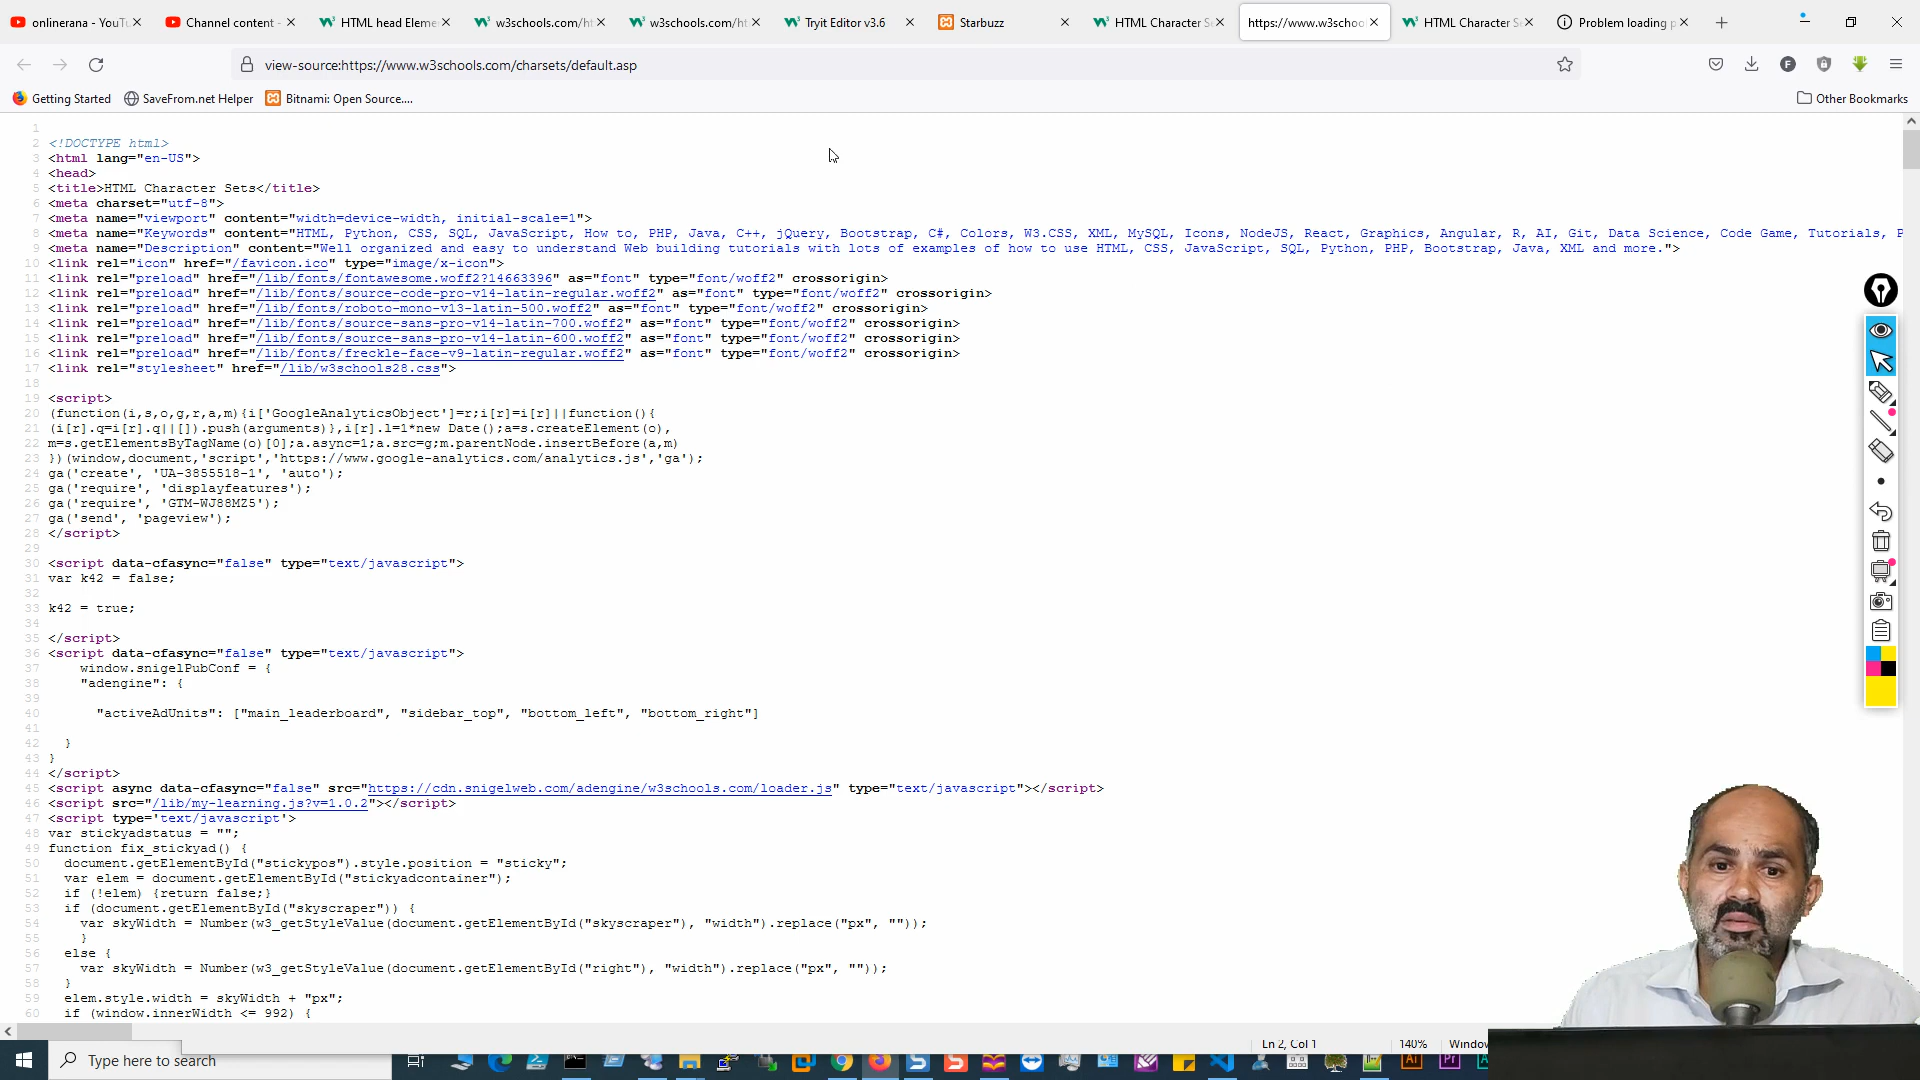 onlinerana - YouTu
Channel content -
HTML head Eleme
w3schools.com/ht
w3schools.com/ht
Tryit Editor v3.6
Starbuzz
HTML Character Se
https://www.w3schoo
HTML Character Se
Problem loading p
view-source:https://www.w3schools.com/charsets/default.asp
Getting Started
SaveFrom.net Helper
Bitnami: Open Source....
Other Bookmarks
1
2 <!DOCTYPE html>
3 <html lang="en-US">
4 <head>
5 <title>HTML Character Sets</title>
6 <meta charset="utf-8">
7 <meta name="viewport" content="width=device-width, initial-scale=1">
8 <meta name="Keywords" content="HTML, Python, CSS, SQL, JavaScript, How to, PHP, Java, C++, jQuery, Bootstrap, C#, Colors, W3.CSS, XML, MySQL, Icons, NodeJS, React, Graphics, Angular, R, AI, Git, Data Science, Code Game, Tutorials, P
9 <meta name="Description" content="Well organized and easy to understand Web building tutorials with lots of examples of how to use HTML, CSS, JavaScript, SQL, Python, PHP, Bootstrap, Java, XML and more.">
10 <link rel="icon" href="/favicon.ico" type="image/x-icon">
11 <link rel="preload" href="/lib/fonts/fontawesome.woff2?14663396" as="font" type="font/woff2" crossorigin>
12 <link rel="preload" href="/lib/fonts/source-code-pro-v14-latin-regular.woff2" as="font" type="font/woff2" crossorigin>
13 <link rel="preload" href="/lib/fonts/roboto-mono-v13-latin-500.woff2" as="font" type="font/woff2" crossorigin>
14 <link rel="preload" href="/lib/fonts/source-sans-pro-v14-latin-700.woff2" as="font" type="font/woff2" crossorigin>
15 <link rel="preload" href="/lib/fonts/source-sans-pro-v14-latin-600.woff2" as="font" type="font/woff2" crossorigin>
16 <link rel="preload" href="/lib/fonts/freckle-face-v9-latin-regular.woff2" as="font" type="font/woff2" crossorigin>
17 <link rel="stylesheet" href="/lib/w3schools28.css">
18
19 <script>
20 (function(i,s,o,g,r,a,m){i['GoogleAnalyticsObject']=r;i[r]=i[r]||function(){
21 (i[r].q=i[r].q||[]).push(arguments)},i[r].l=1*new Date();a=s.createElement(o),
22 m=s.getElementsByTagName(o)[0];a.async=1;a.src=g;m.parentNode.insertBefore(a,m)
23 })(window,document,'script','https://www.google-analytics.com/analytics.js','ga');
24 ga('create', 'UA-3855518-1', 'auto');
25 ga('require', 'displayfeatures');
26 ga('require', 'GTM-WJ88MZ5');
27 ga('send', 'pageview');
28 </script>
29
30 <script data-cfasync="false" type="text/javascript">
31 var k42 = false;
32
33 k42 = true;
34
35 </script>
36 <script data-cfasync="false" type="text/javascript">
37 window.snigelPubConf = {
38 "adengine": {
39
40 "activeAdUnits": ["main_leaderboard", "sidebar_top", "bottom_left", "bottom_right"]
41
42 }
43 }
44 </script>
45 <script async data-cfasync="false" src="https://cdn.snigelweb.com/adengine/w3schools.com/loader.js" type="text/javascript"></script>
46 <script src="/lib/my-learning.js?v=1.0.2"></script>
47 <script type='text/javascript'>
48 var stickyadstatus = "";
49 function fix_stickyad() {
50 document.getElementById("stickypos").style.position = "sticky";
51 var elem = document.getElementById("stickyadcontainer");
52 if (!elem) {return false;}
53 if (document.getElementById("skyscraper")) {
54 var skyWidth = Number(w3_getStyleValue(document.getElementById("skyscraper"), "width").replace("px", ""));
55 }
56 else {
57 var skyWidth = Number(w3_getStyleValue(document.getElementById("right"), "width").replace("px", ""));
58 }
59 elem.style.width = skyWidth + "px";
60 if (window.innerWidth <= 992) {
Ln 2, Col 1
140%
Window
Type here to search